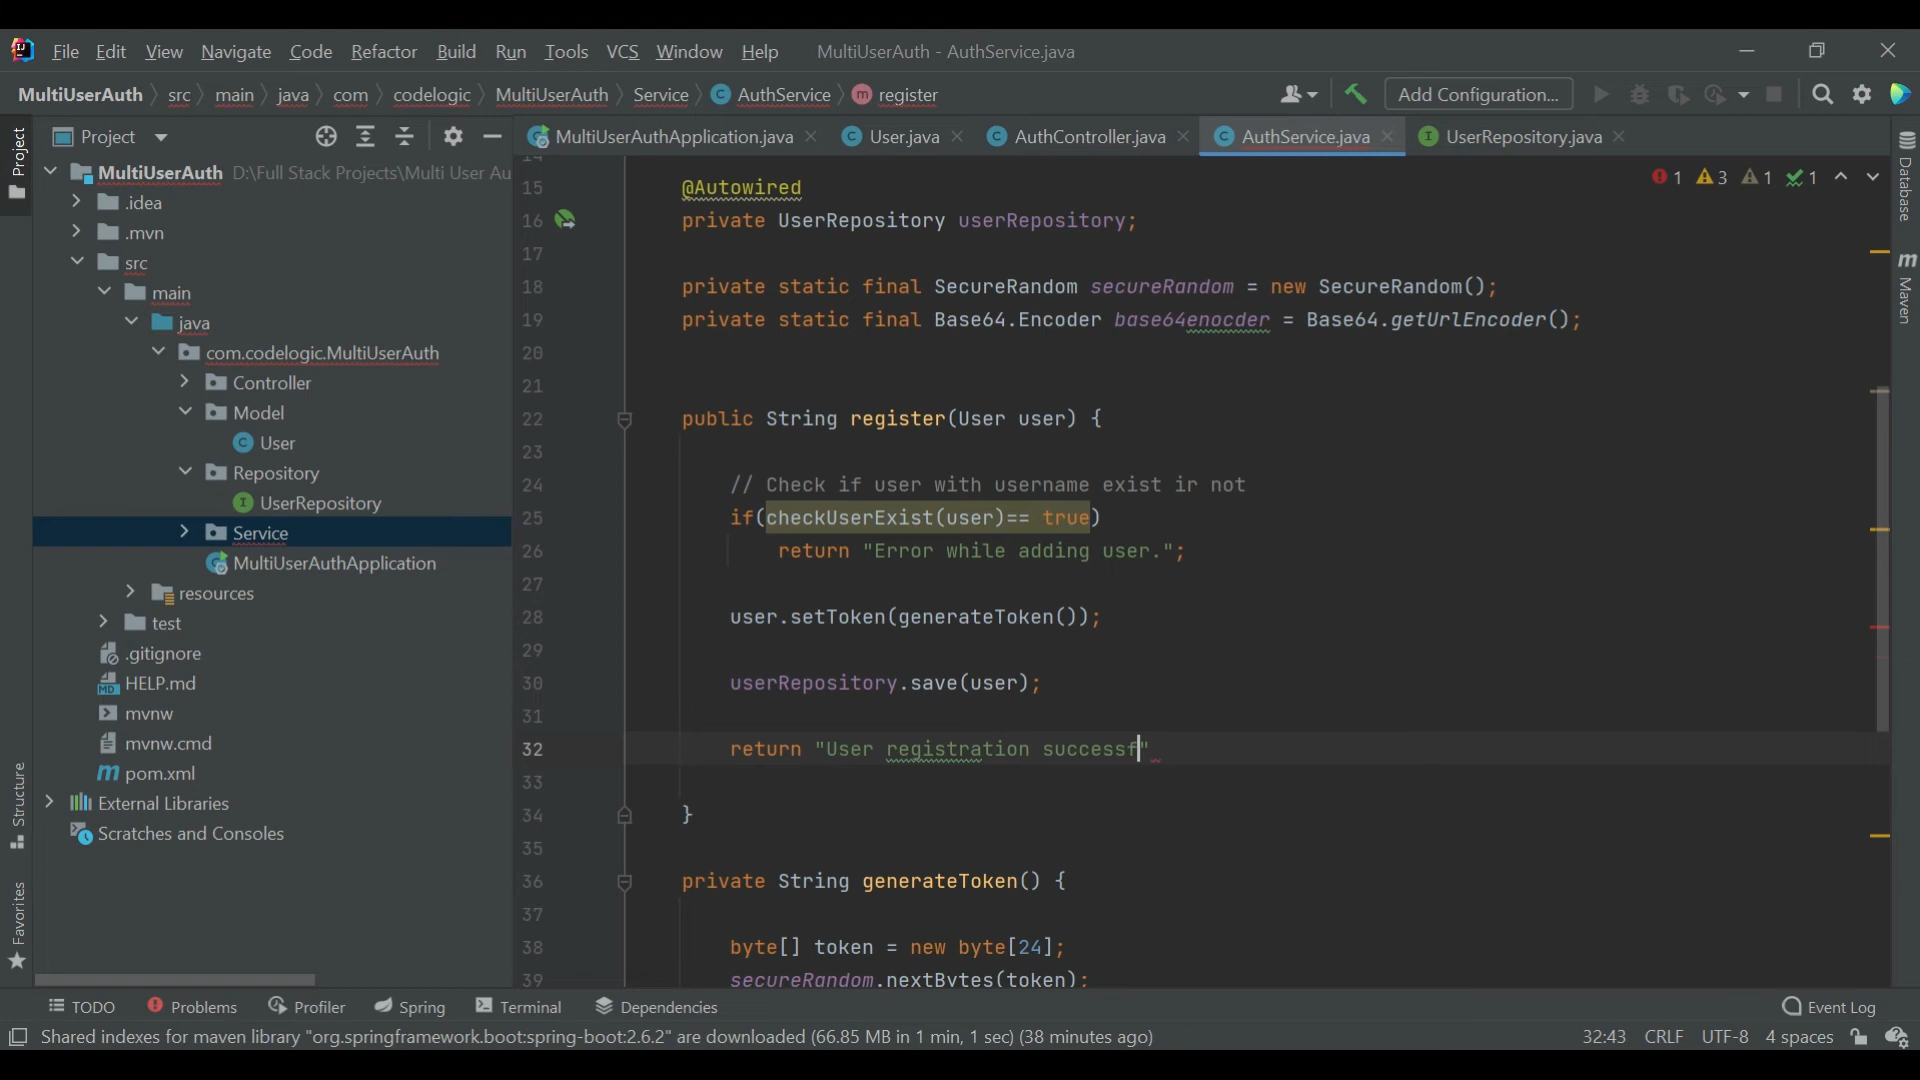 File Edit View Navigate Code Refactor Build Run Tools VCS Window Help MultiUserAuth - AuthService.java
MultiUserAuth src main java com codelogic MultiUserAuth Service C AuthService m register Add Configuration...
Project
MultiUserAuthApplication.java C User.java C AuthController.java C AuthService.java I UserRepository.java
Project
MultiUserAuth D:\Full Stack Projects\Multi User Au
.idea
.mvn
src
main
java
com.codelogic.MultiUserAuth
Controller
Model
C User
Repository
I UserRepository
Service
MultiUserAuthApplication
resources
test
.gitignore
HELP.md
mvnw
mvnw.cmd
m pom.xml
External Libraries
Scratches and Consoles
Structure
Favorites
1 3 1 1
15 @Autowired
16 private UserRepository userRepository;
17
18 private static final SecureRandom secureRandom = new SecureRandom();
19 private static final Base64.Encoder base64enocder = Base64.getUrlEncoder();
20
21
22 public String register(User user) {
23
24 // Check if user with username exist ir not
25 if(checkUserExist(user)== true)
26 return "Error while adding user.";
27
28 user.setToken(generateToken());
29
30 userRepository.save(user);
31
32 return "User registration successf"
33
34 }
35
36 private String generateToken() {
37
38 byte[] token = new byte[24];
39 secureRandom.nextBytes(token);
Database
m Maven
TODO Problems Profiler Spring Terminal Dependencies Event Log
Shared indexes for maven library "org.springframework.boot:spring-boot:2.6.2" are downloaded (66.85 MB in 1 min, 1 sec) (38 minutes ago) 32:43 CRLF UTF-8 4 spaces